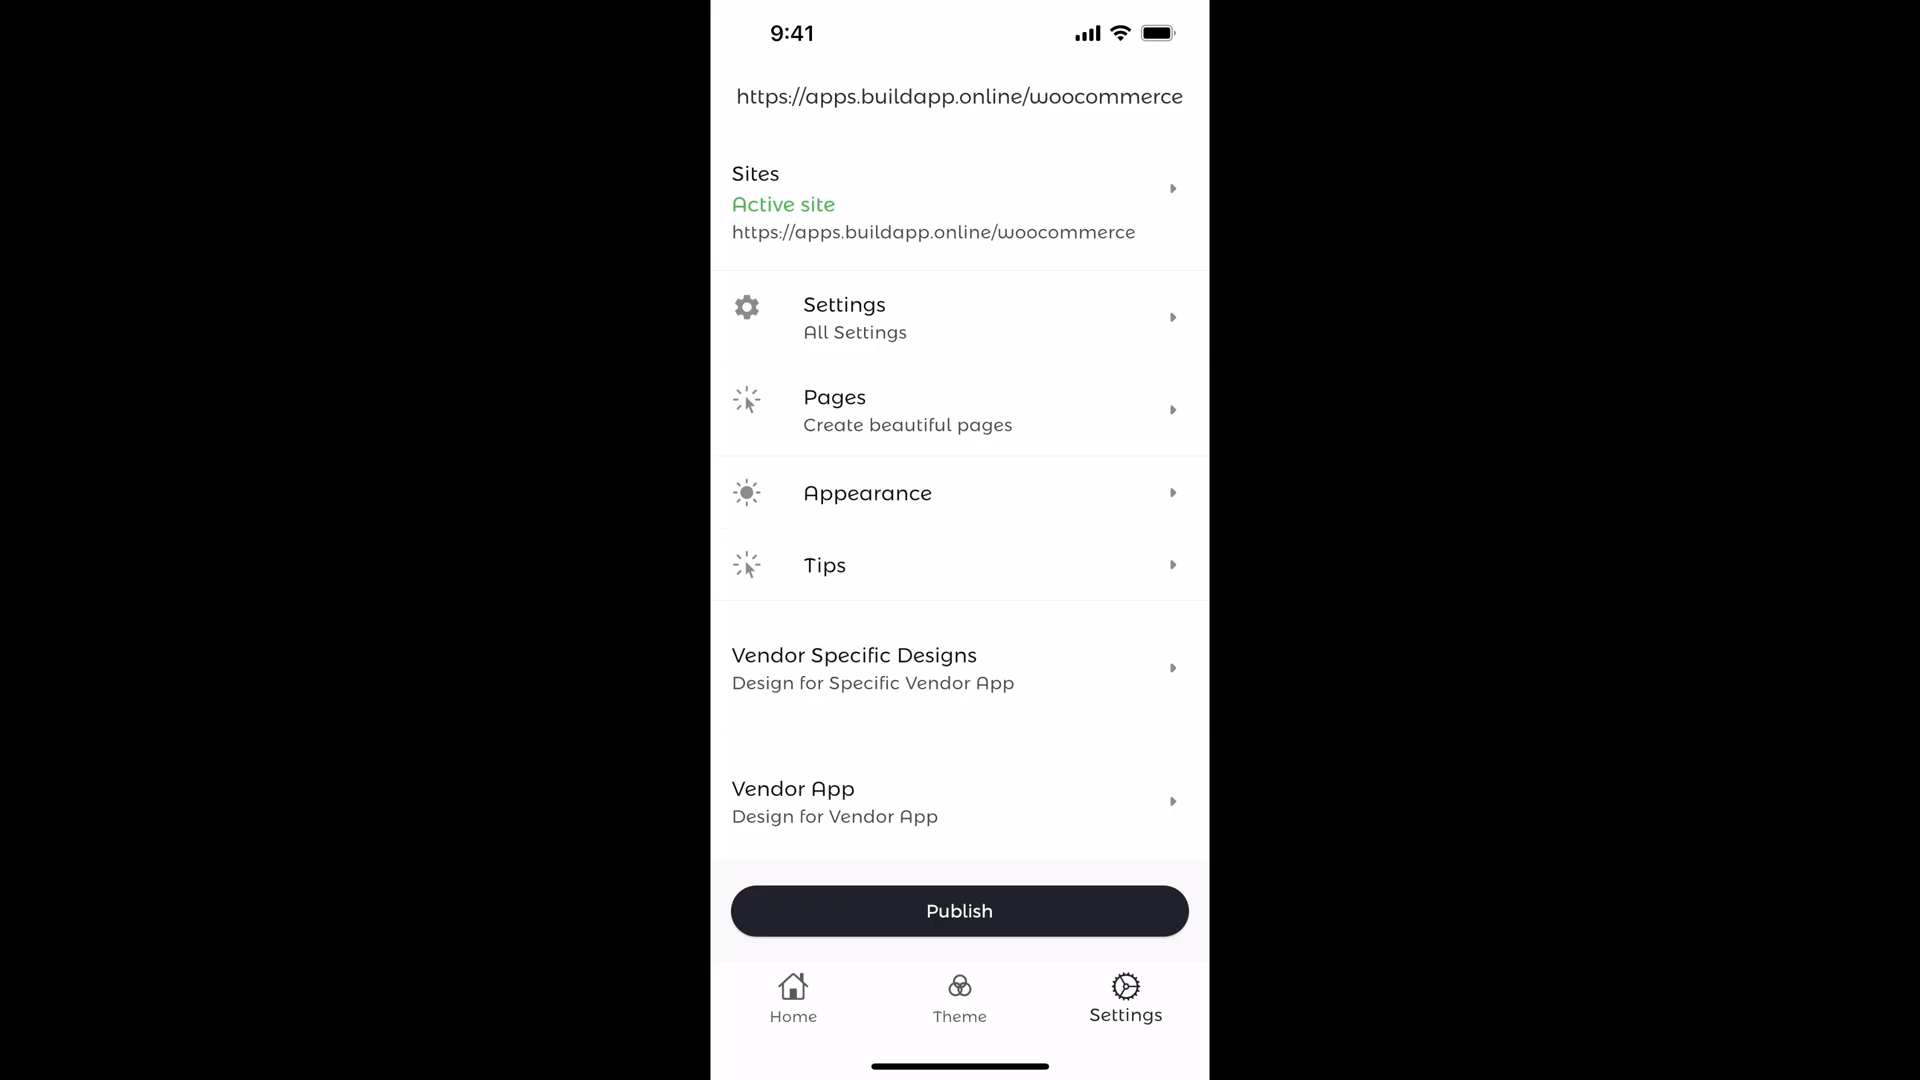 9:41
https://apps.buildapp.online/woocommerce
Sites
Active site
https://apps.buildapp.online/woocommerce
Settings
All Settings
Pages
Create beautiful pages
Appearance
Tips
Vendor Specific Designs
Design for Specific Vendor App
Vendor App
Design for Vendor App
Publish
Home
Theme
Settings